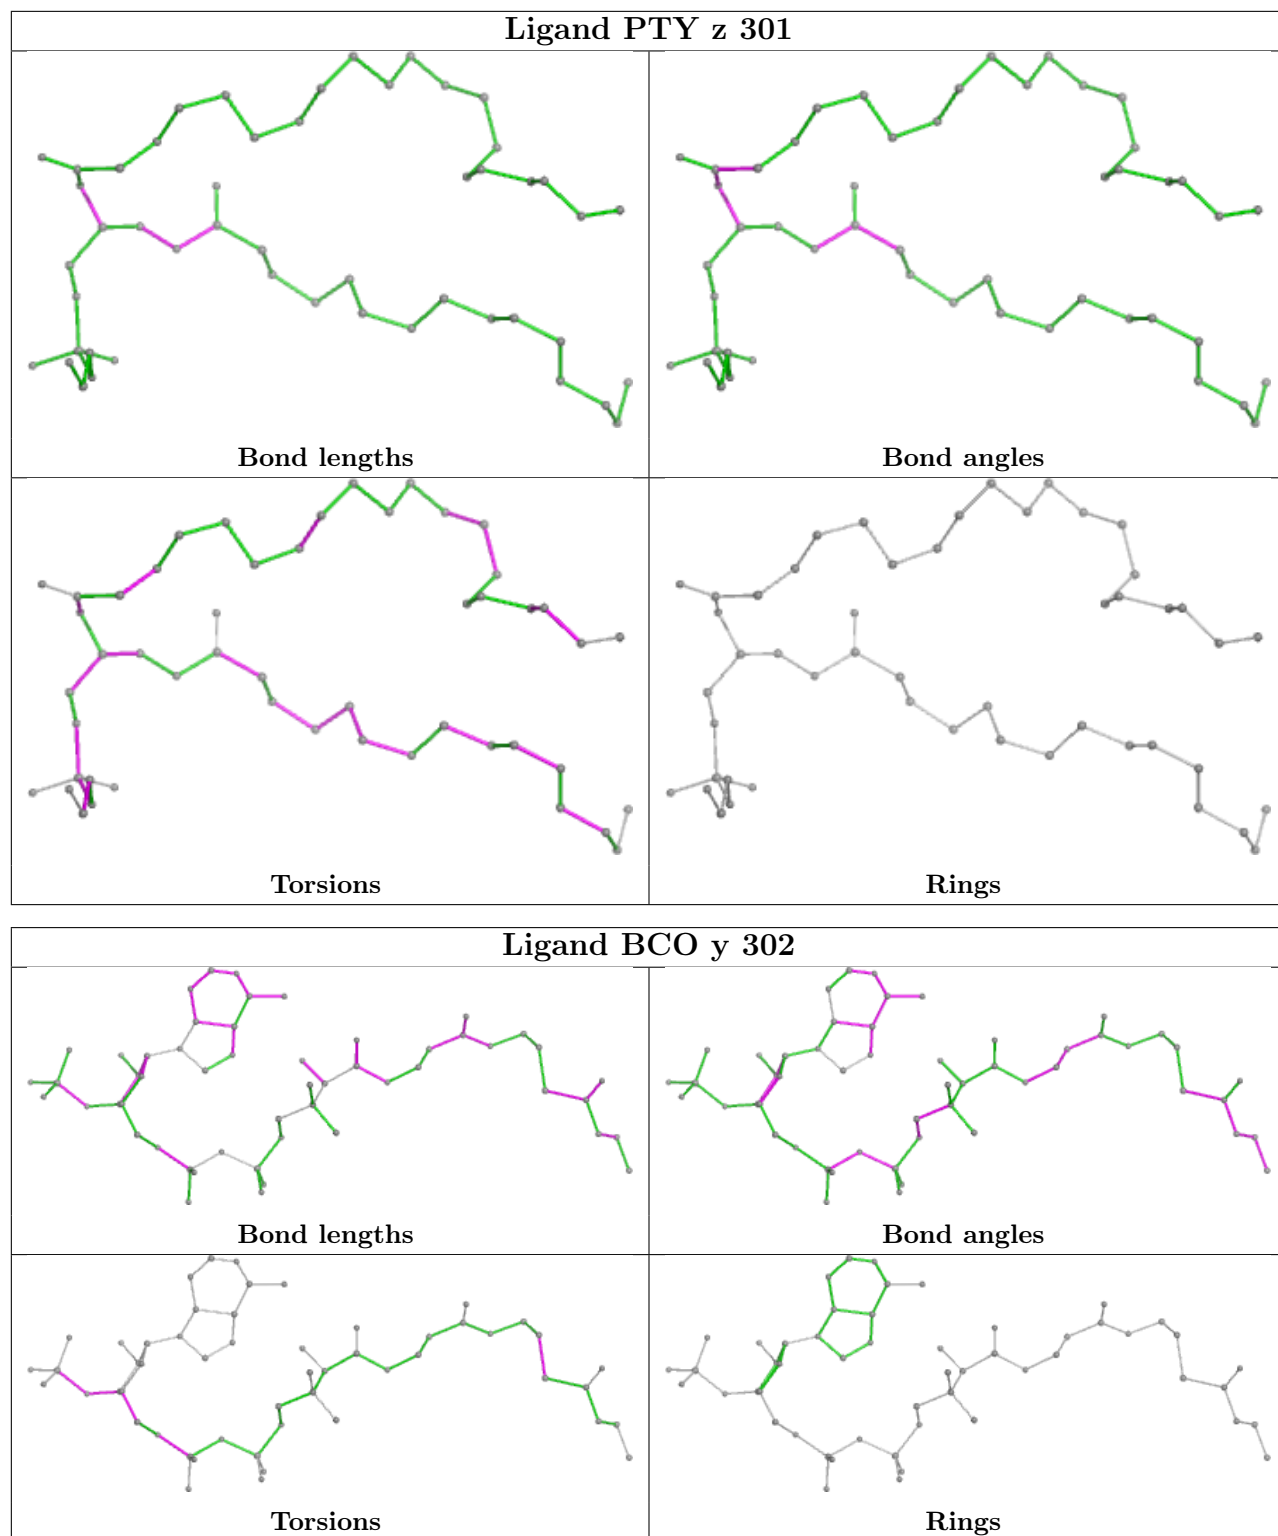 Ligand PTY z 301
Bond lengths
Bond angles
Torsions
Rings
Ligand BCO y 302
Bond lengths
Bond angles
Torsions
Rings